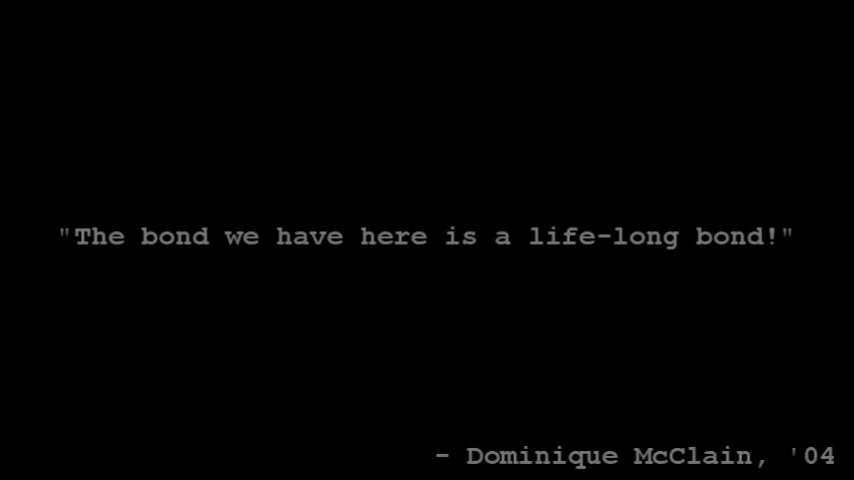 "The bond we have here is a life-long bond!"
- Dominique McClain, '04